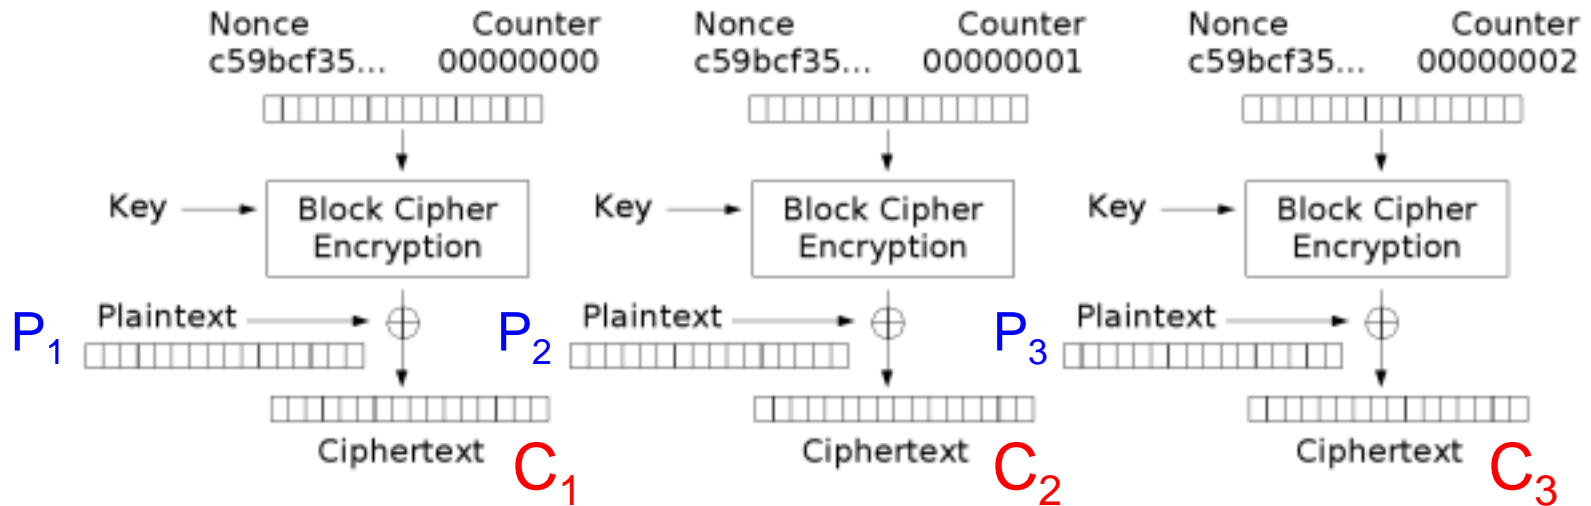 Nonce Counter Nonce Counter Nonce Counter
c59bcf35... 00000000 c59bcf35... 00000001 c59bcf35... 00000002
Key Block Cipher Encryption Key Block Cipher Encryption Key Block Cipher Encryption
P1 Plaintext P2 Plaintext P3 Plaintext
Ciphertext C1 Ciphertext C2 Ciphertext C3